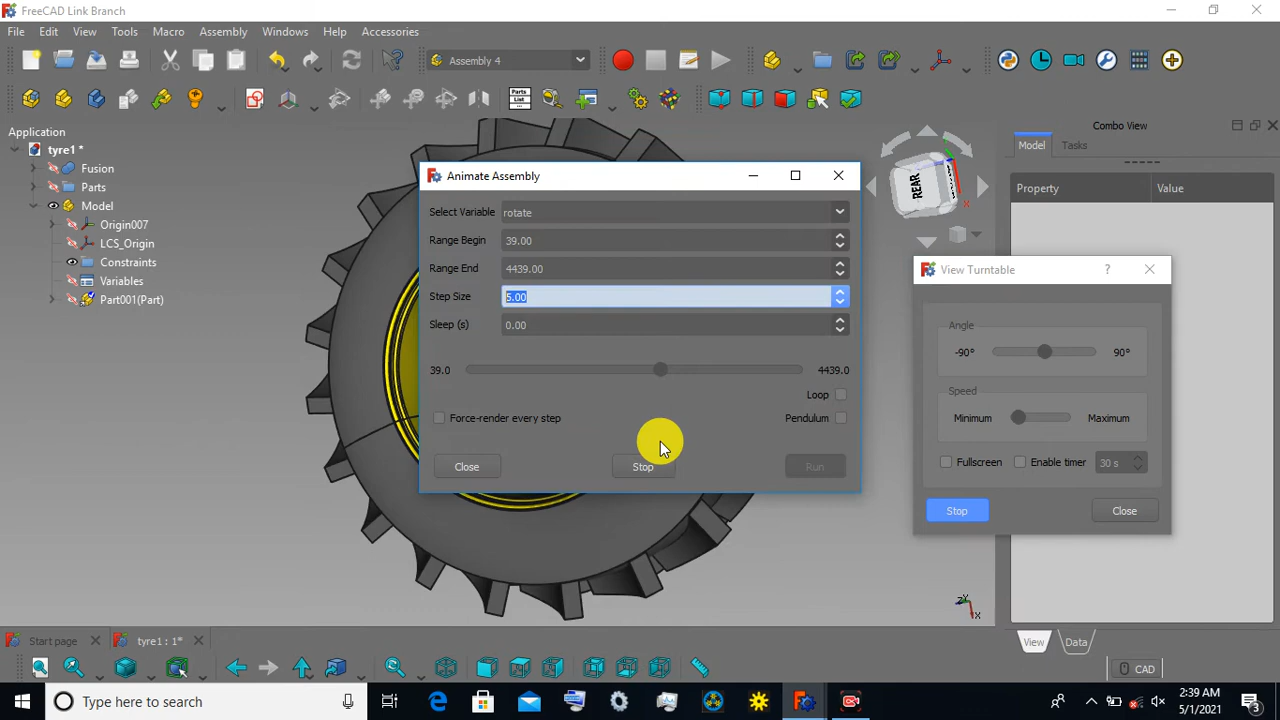 FreeCAD Link Branch
File Edit View Tools Macro Assembly Windows Help Accessories
Assembly 4
Parts
List
Application
tyre1 *
Fusion
Parts
Model
Origin007
LCS_Origin
Constraints
Variables
Part001(Part)
Animate Assembly
Select Variable rotate
Range Begin 39.00
Range End 4439.00
Step Size 5.00
Sleep (s) 0.00
39.0 4439.0
Loop
Force-render every step Pendulum
Close Stop Run
REAR
Combo View
Model Tasks
Property Value
View Turntable
Angle
-90° 90°
Speed
Minimum Maximum
Fullscreen Enable timer 30 s
Stop Close
Start page tyre1 : 1*
View Data
CAD
Type here to search
2:39 AM
5/1/2021
3